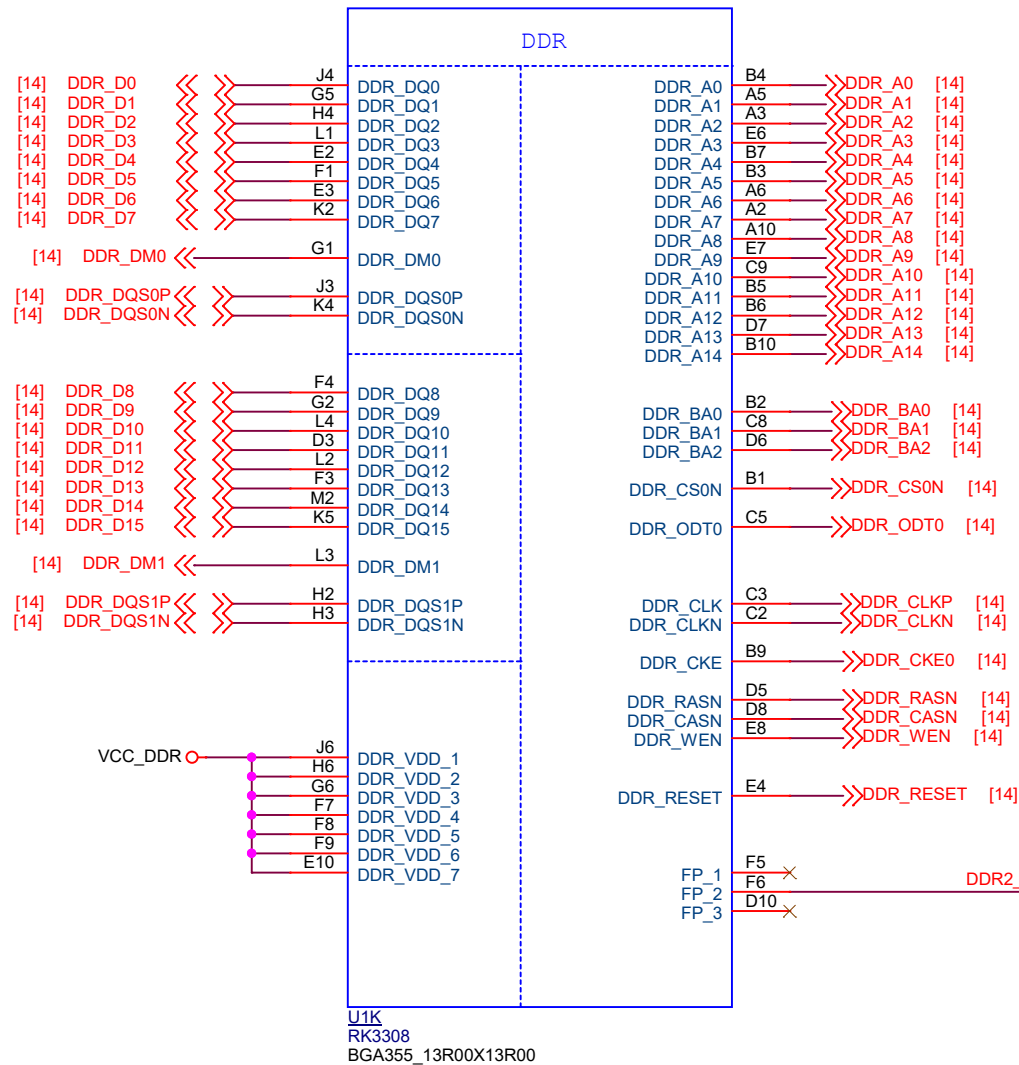 DDR
[14] DDR_D0 J4 DDR_DQ0 DDR_A0 B4 DDR_A0 [14]
[14] DDR_D1 G5 DDR_DQ1 DDR_A1 A5 DDR_A1 [14]
[14] DDR_D2 H4 DDR_DQ2 DDR_A2 A3 DDR_A2 [14]
[14] DDR_D3 L1 DDR_DQ3 DDR_A3 E6 DDR_A3 [14]
[14] DDR_D4 E2 DDR_DQ4 DDR_A4 B7 DDR_A4 [14]
[14] DDR_D5 F1 DDR_DQ5 DDR_A5 B3 DDR_A5 [14]
[14] DDR_D6 E3 DDR_DQ6 DDR_A6 A6 DDR_A6 [14]
[14] DDR_D7 K2 DDR_DQ7 DDR_A7 A2 DDR_A7 [14]
DDR_A8 A10 DDR_A8 [14]
[14] DDR_DM0 G1 DDR_DM0 DDR_A9 E7 DDR_A9 [14]
DDR_A10 C9 DDR_A10 [14]
[14] DDR_DQS0P J3 DDR_DQS0P DDR_A11 B5 DDR_A11 [14]
[14] DDR_DQS0N K4 DDR_DQS0N DDR_A12 B6 DDR_A12 [14]
DDR_A13 D7 DDR_A13 [14]
DDR_A14 B10 DDR_A14 [14]
[14] DDR_D8 F4 DDR_DQ8
[14] DDR_D9 G2 DDR_DQ9 DDR_BA0 B2 DDR_BA0 [14]
[14] DDR_D10 L4 DDR_DQ10 DDR_BA1 C8 DDR_BA1 [14]
[14] DDR_D11 D3 DDR_DQ11 DDR_BA2 D6 DDR_BA2 [14]
[14] DDR_D12 L2 DDR_DQ12
[14] DDR_D13 F3 DDR_DQ13 DDR_CS0N B1 DDR_CS0N [14]
[14] DDR_D14 M2 DDR_DQ14
[14] DDR_D15 K5 DDR_DQ15 DDR_ODT0 C5 DDR_ODT0 [14]
[14] DDR_DM1 L3 DDR_DM1
[14] DDR_DQS1P H2 DDR_DQS1P DDR_CLK C3 DDR_CLKP [14]
[14] DDR_DQS1N H3 DDR_DQS1N DDR_CLKN C2 DDR_CLKN [14]
DDR_CKE B9 DDR_CKE0 [14]
DDR_RASN D5 DDR_RASN [14]
DDR_CASN D8 DDR_CASN [14]
DDR_WEN E8 DDR_WEN [14]
VCC_DDR J6 DDR_VDD_1
H6 DDR_VDD_2
G6 DDR_VDD_3 DDR_RESET E4 DDR_RESET [14]
F7 DDR_VDD_4
F8 DDR_VDD_5
F9 DDR_VDD_6
E10 DDR_VDD_7 FP_1 F5
FP_2 F6 DDR2_
FP_3 D10
U1K
RK3308
BGA355_13R00X13R00